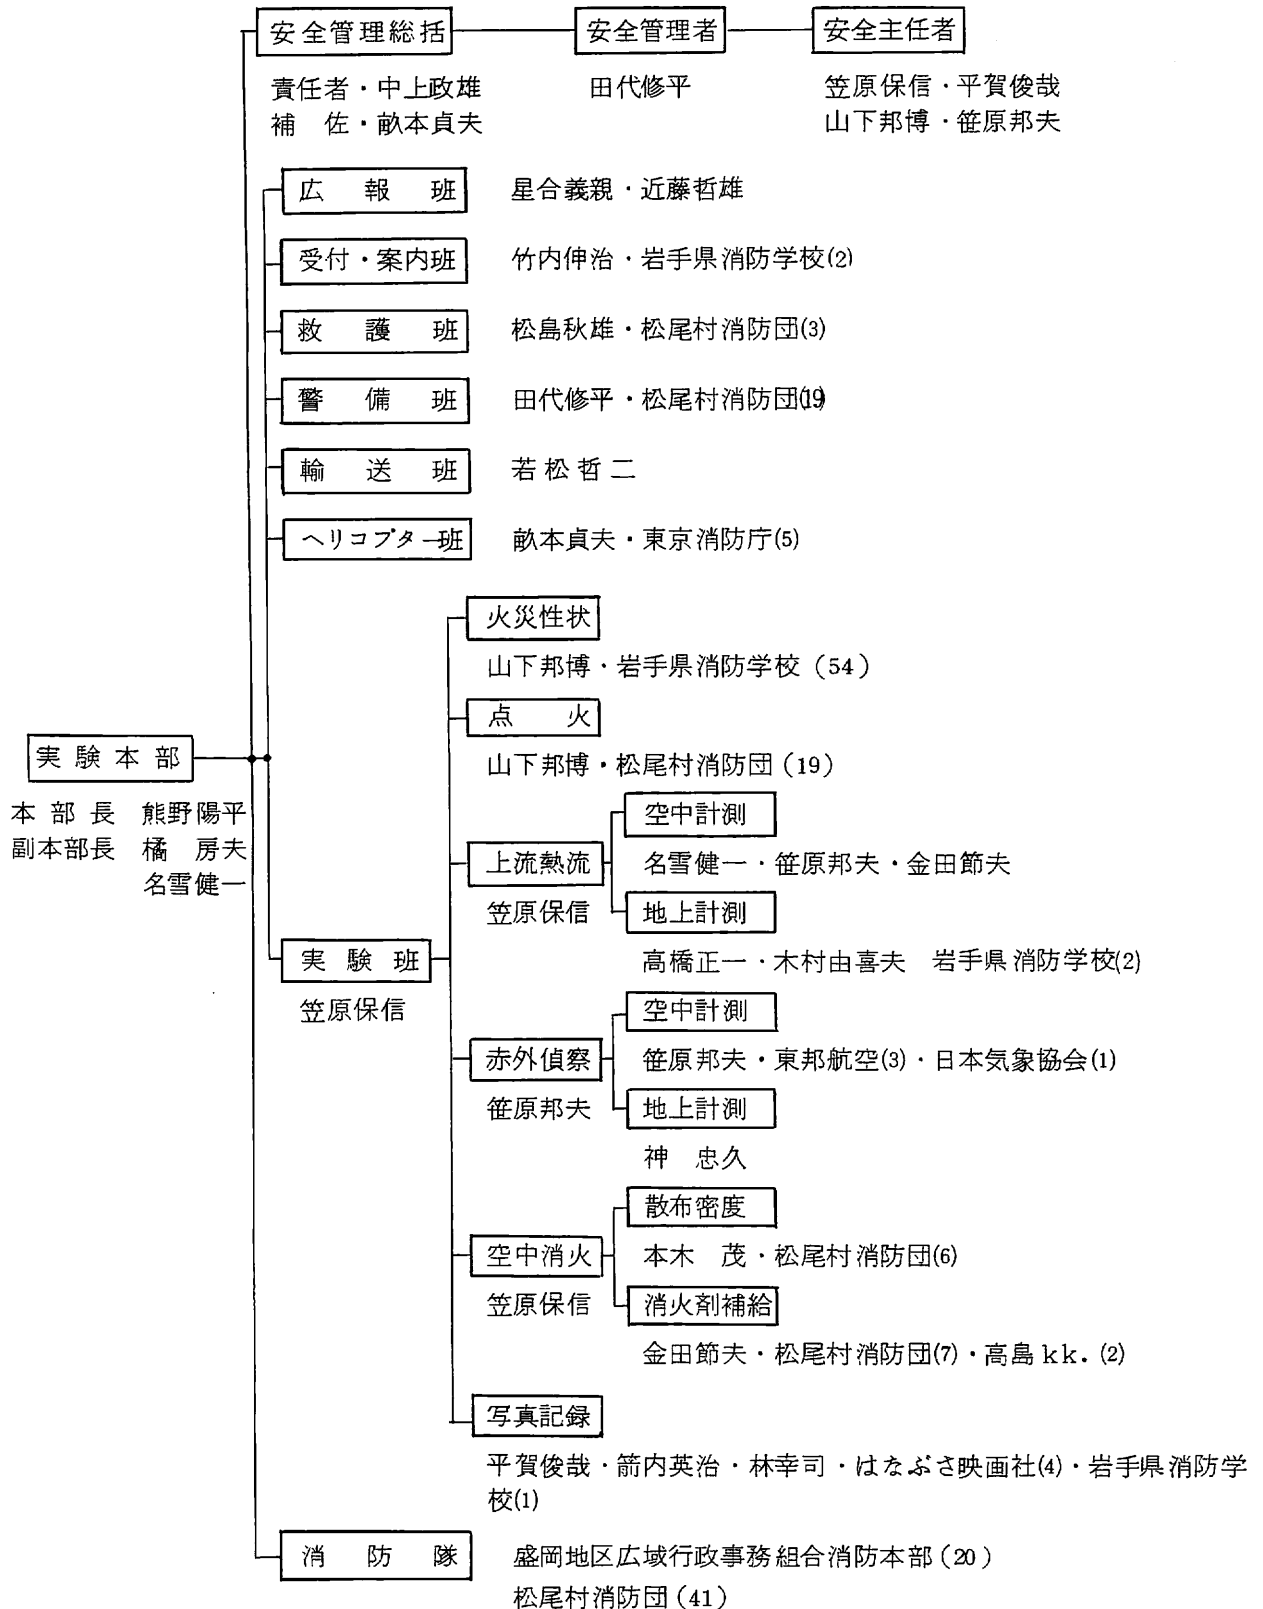 安全管理総括 安全管理者 安全主任者
責任者・中上政雄 田代修平 笠原保信・平賀俊哉
補　佐・畝本貞夫 山下邦博・笹原邦夫
広　報　班 星合義親・近藤哲雄
受付・案内班 竹内伸治・岩手県消防学校(2)
救　護　班 松島秋雄・松尾村消防団(3)
警　備　班 田代修平・松尾村消防団(19)
輸　送　班 若松哲二
ヘリコプター班 畝本貞夫・東京消防庁(5)
火災性状
山下邦博・岩手県消防学校（54）
点　火
実験本部
山下邦博・松尾村消防団（19）
本部長　熊野陽平
副本部長　橘　房夫
名雪健一
空中計測
上流熱流 名雪健一・笹原邦夫・金田節夫
笠原保信 地上計測
実験班 高橋正一・木村由喜夫　岩手県消防学校(2)
笠原保信
空中計測
赤外偵察 笹原邦夫・東邦航空(3)・日本気象協会(1)
笹原邦夫 地上計測
神　忠久
散布密度
空中消火 本木　茂・松尾村消防団(6)
笠原保信 消火剤補給
金田節夫・松尾村消防団(7)・高島kk.(2)
写真記録
平賀俊哉・箭内英治・林幸司・はなぶさ映画社(4)・岩手県消防学
校(1)
消　防　隊 盛岡地区広域行政事務組合消防本部（20）
松尾村消防団（41）